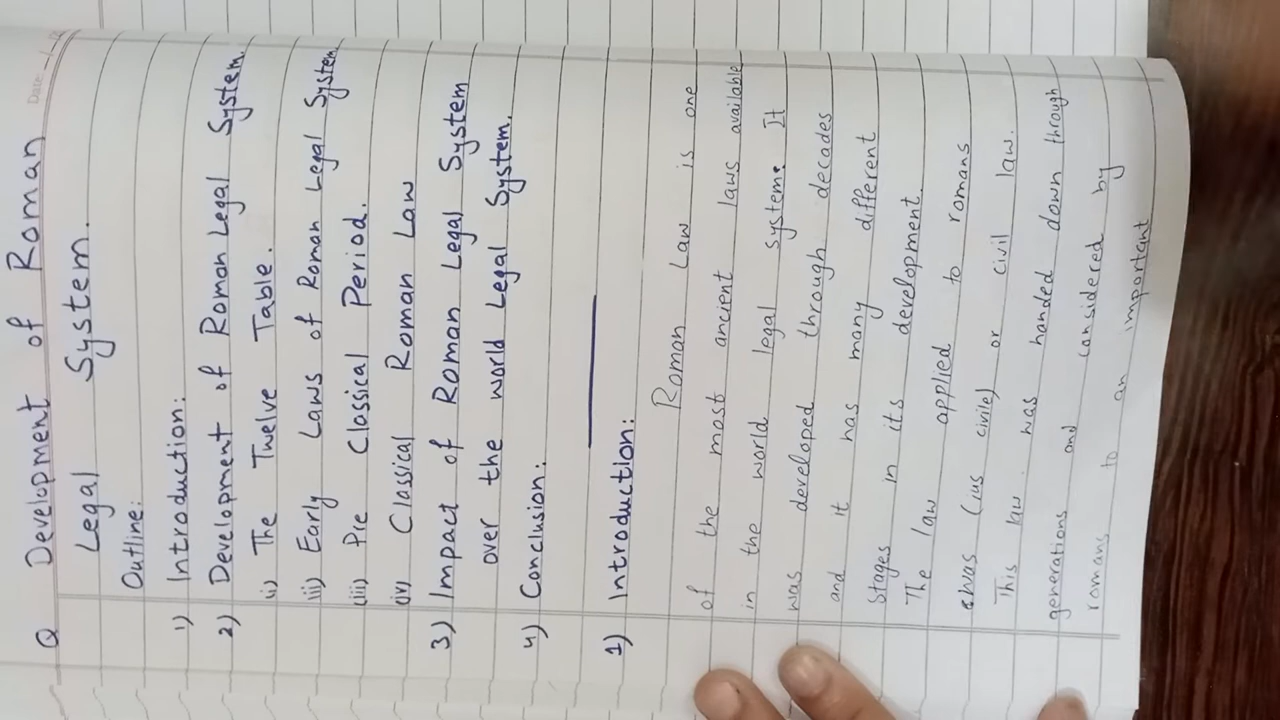 Date:
Q Development of Roman
Legal System.
Outline:
1) Introduction:
2) Development of Roman Legal System.
(i) The Twelve Table.
(ii) Early Laws of Roman Legal System
(iii) Pre Classical Period.
(iv) Classical Roman Law
3) Impact of Roman Legal System
over the world Legal System.
4) Conclusion:
1) Introduction:
Roman Law is one
of the most ancient laws available
in the world legal system. It
was developed through decades
and it has many different
Stages in its development.
The law applied to romans
was (ius civile) or civil law.
This law was handed down through
generations and considered by
romans to an important